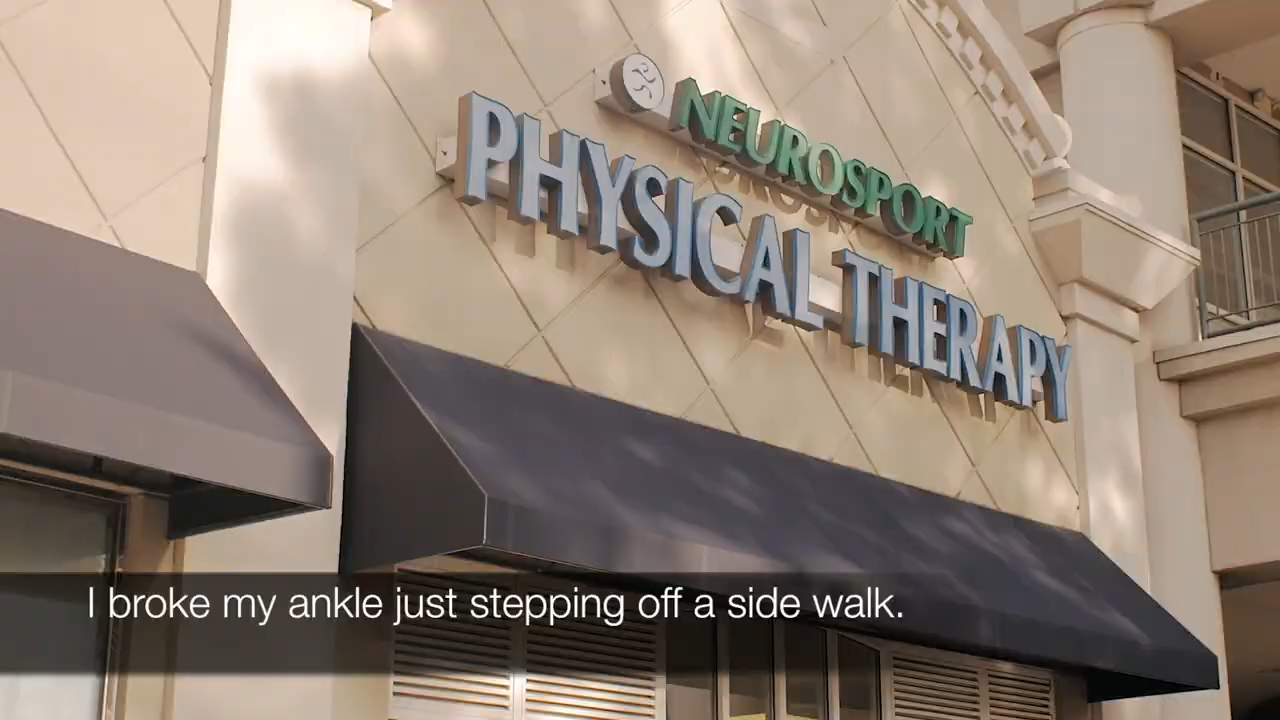 NEUROSPORT
PHYSICAL THERAPY
I broke my ankle just stepping off a side walk.